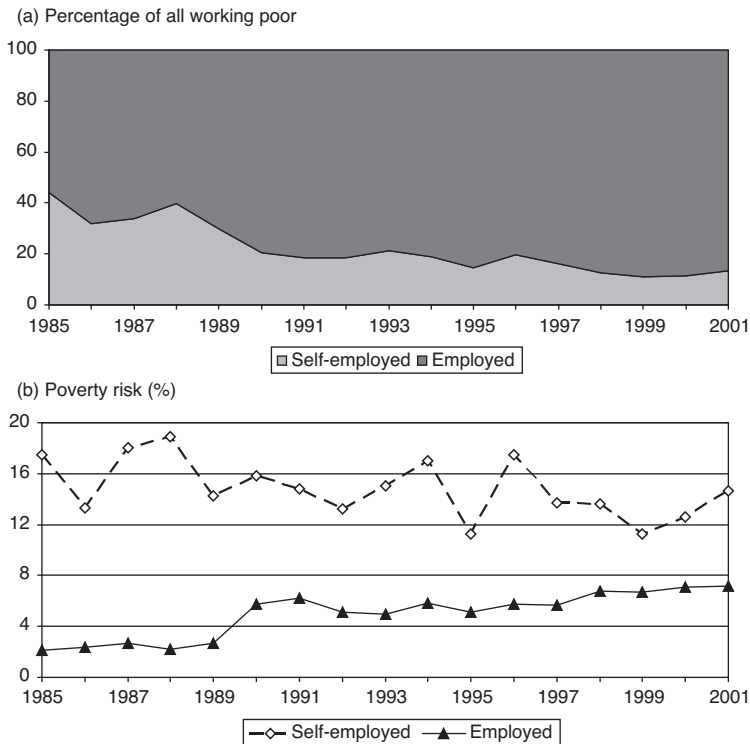 (a) Percentage of all working poor
100
80
60
40
20
0
1985 1987 1989 1991 1993 1995 1997 1999 2001
Self-employed Employed
(b) Poverty risk (%)
20
16
12
8
4
0
1985 1987 1989 1991 1993 1995 1997 1999 2001
Self-employed Employed